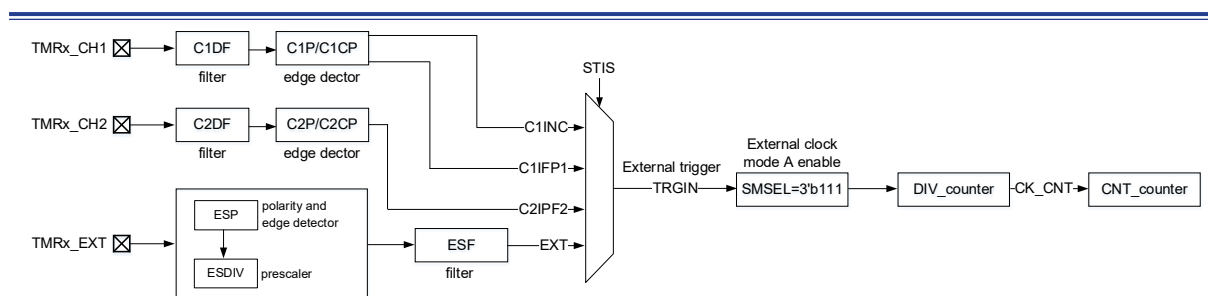 TMRx_CH1
C1DF
filter
C1P/C1CP
edge dector
STIS
TMRx_CH2
C2DF
filter
C2P/C2CP
edge dector
C1INC
C1IFP1
C2IPF2
EXT
External trigger
TRGIN
External clock
mode A enable
SMSEL=3'b111
DIV_counter
CK_CNT
CNT_counter
TMRx_EXT
ESP
polarity and
edge detector
ESDIV
prescaler
ESF
filter